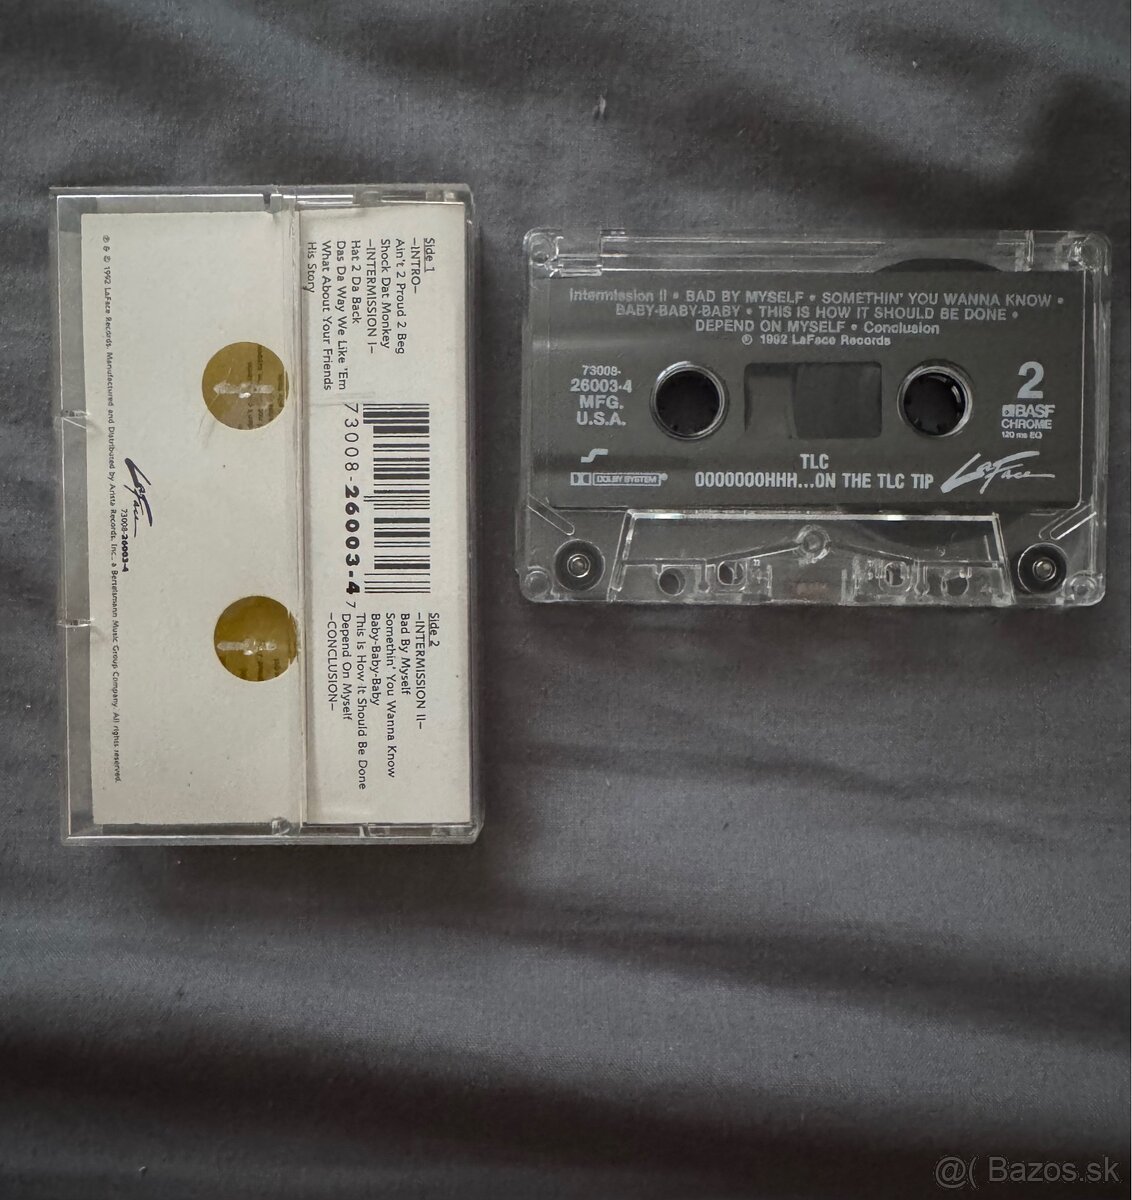 Side 1
–INTRO–
Ain't 2 Proud 2 Beg
Shock Dat Monkey
–INTERMISSION I–
Hat 2 Da Back
Das Da Way We Like 'Em
What About Your Friends
His Story
73008-26003-4 7
Side 2
–INTERMISSION II–
Bad By Myself
Somethin' You Wanna Know
Baby-Baby-Baby
This Is How It Should Be Done
Depend On Myself
–CONCLUSION–
LaFace
73008-26003-4
℗ & © 1992 LaFace Records. Manufactured and Distributed by Arista Records, Inc., a Bertelsmann Music Group Company. All rights reserved.
Intermission II • BAD BY MYSELF • SOMETHIN' YOU WANNA KNOW •
BABY-BABY-BABY • THIS IS HOW IT SHOULD BE DONE •
DEPEND ON MYSELF • Conclusion
℗ 1992 LaFace Records
73008-
26003-4
MFG.
U.S.A.
2
BASF
CHROME
120 ms EQ
DOLBY SYSTEM®
TLC
OOOOOOOHHH...ON THE TLC TIP
LaFace
@( Bazos.sk